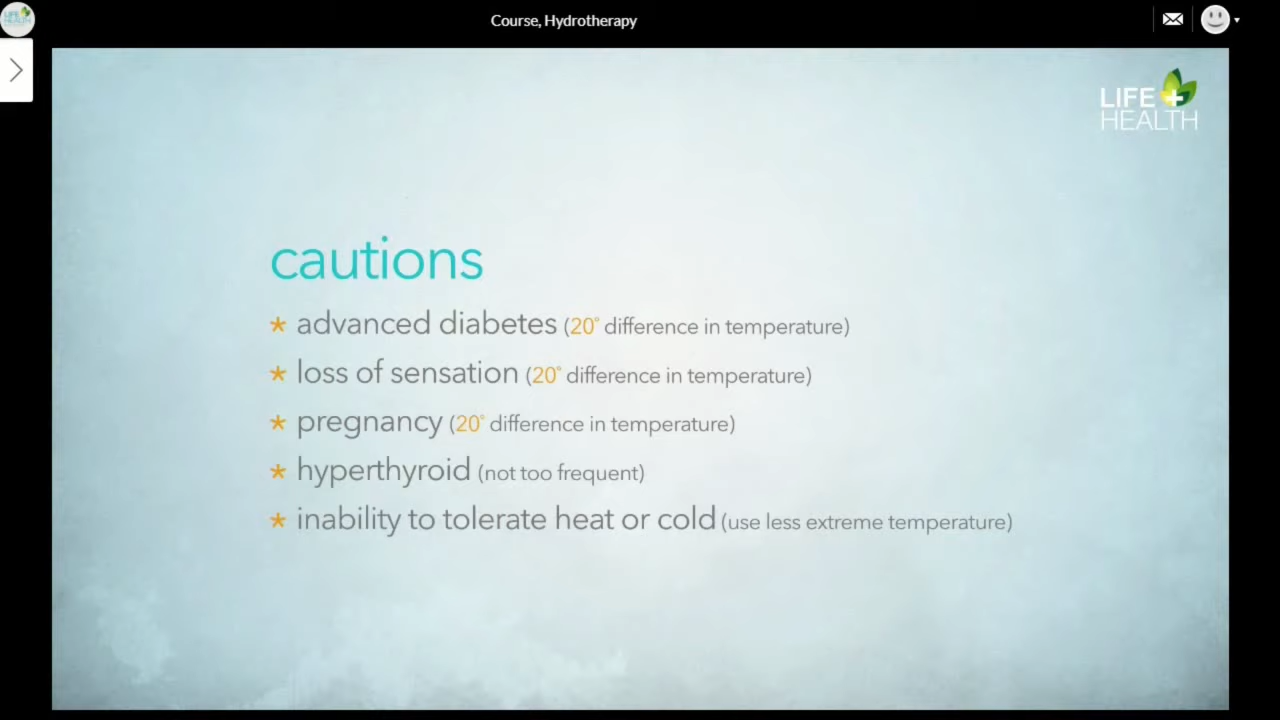 Course, Hydrotherapy
LIFE
HEALTH
cautions
* advanced diabetes (20° difference in temperature)
* loss of sensation (20° difference in temperature)
* pregnancy (20° difference in temperature)
* hyperthyroid (not too frequent)
* inability to tolerate heat or cold (use less extreme temperature)